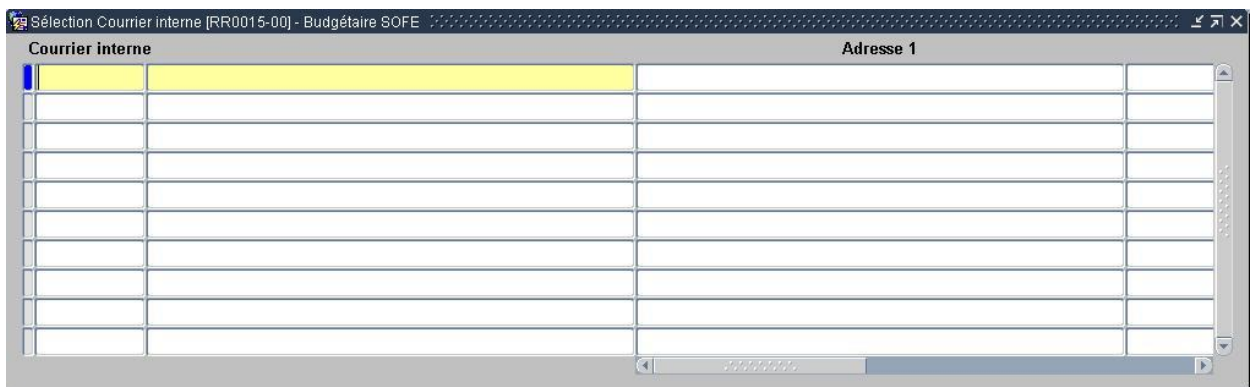 Sélection Courrier interne [RR0015-00] - Budgétaire SOFE
Courrier interne
Adresse 1